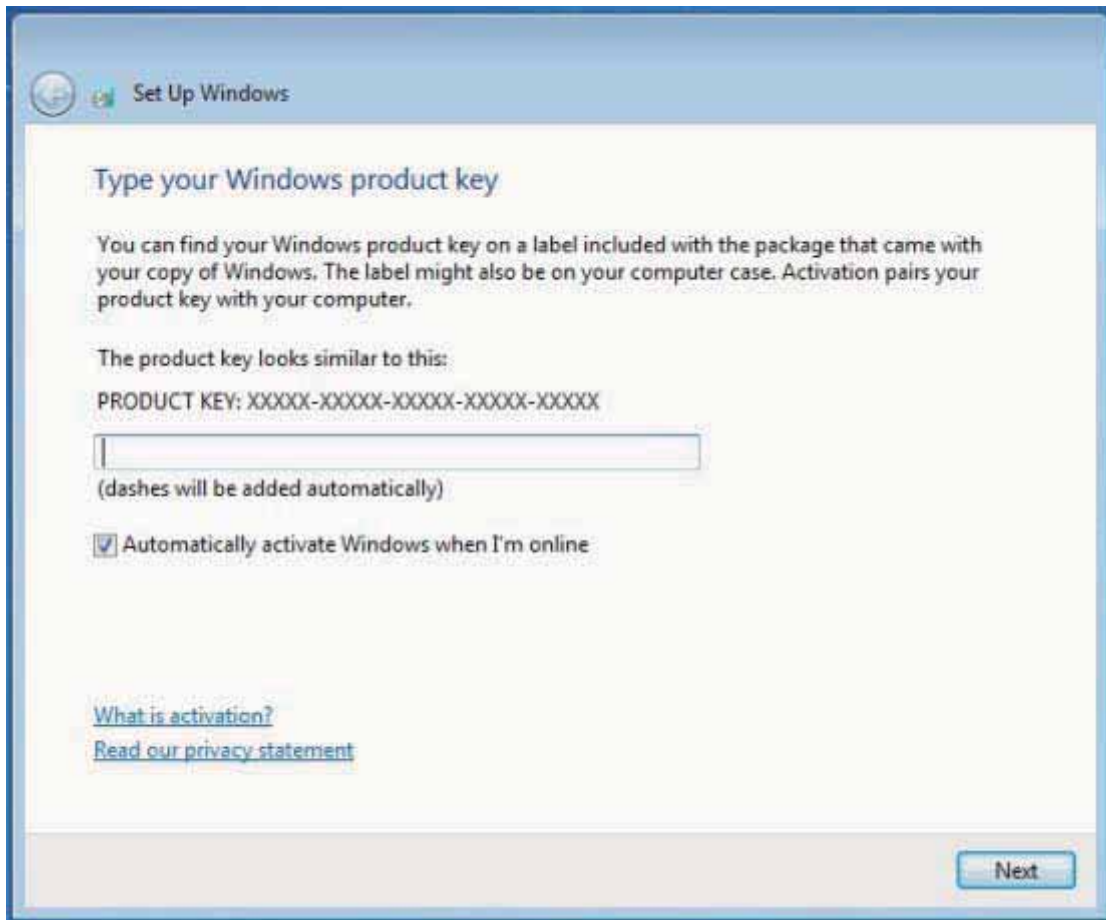 Set Up Windows
Type your Windows product key
You can find your Windows product key on a label included with the package that came with
your copy of Windows. The label might also be on your computer case. Activation pairs your
product key with your computer.
The product key looks similar to this:
PRODUCT KEY: XXXXX-XXXXX-XXXXX-XXXXX-XXXXX
(dashes will be added automatically)
Automatically activate Windows when I'm online
What is activation?
Read our privacy statement
Next